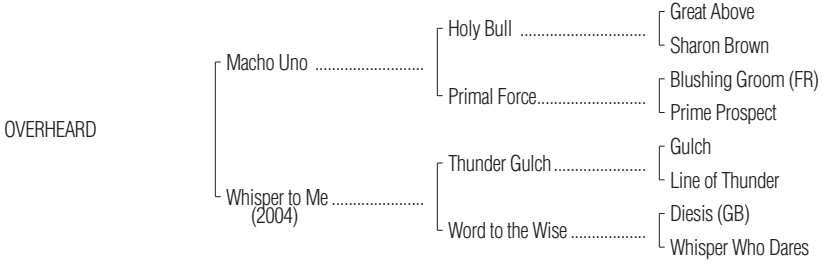 Great Above
Holy Bull ..............................
Sharon Brown
Macho Uno ..........................
Blushing Groom (FR)
Primal Force..........................
Prime Prospect
OVERHEARD
Gulch
Thunder Gulch ......................
Line of Thunder
Whisper to Me ......................
(2004)
Diesis (GB)
Word to the Wise ..................
Whisper Who Dares